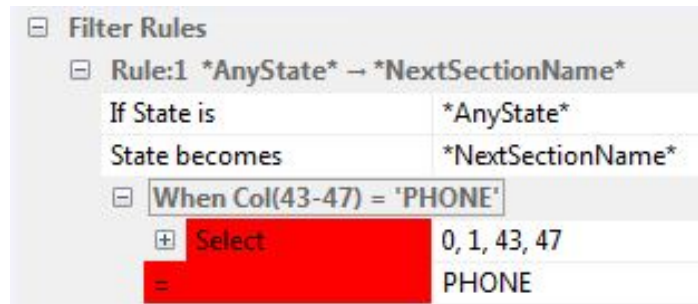 Filter Rules
Rule:1 *AnyState* → *NextSectionName*
If State is *AnyState*
State becomes *NextSectionName*
When Col(43-47) = 'PHONE'
Select 0, 1, 43, 47
= PHONE